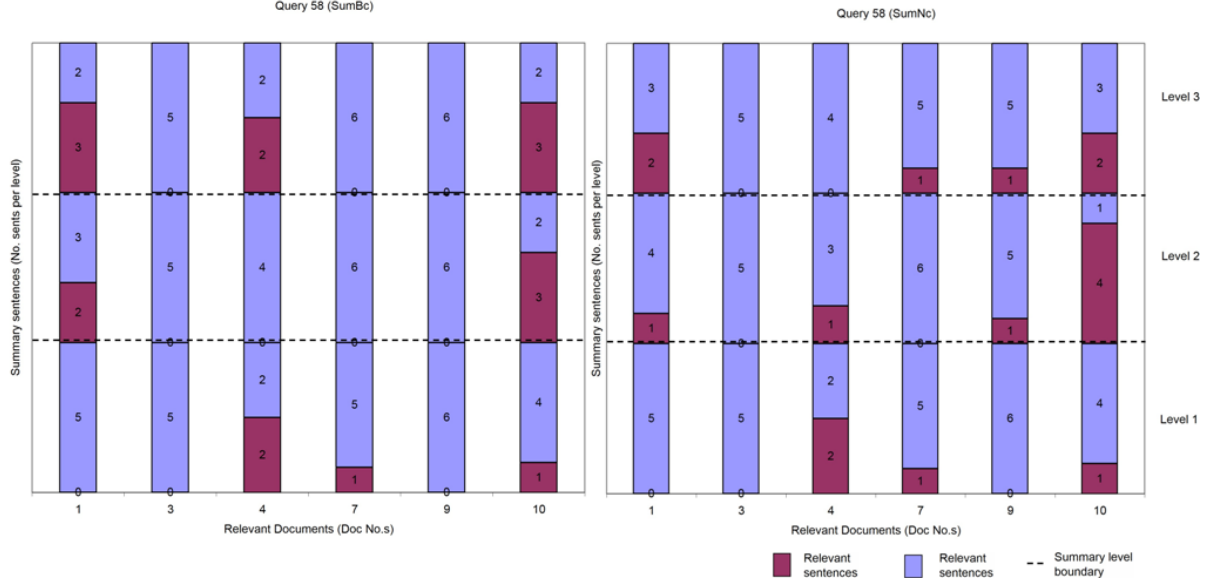 Query 58 (SumBc)
Summary sentences (No. sents per level)
2 5 2 6 6 2
3 0 2 0 0 3
3 5 4 6 6 2
2 0 0 0 0 3
5 5 2 5 6 4
0 0 2 1 0 1
1 3 4 7 9 10
Relevant Documents (Doc No.s)
Query 58 (SumNc)
Summary sentences (No. sents per level)
3 5 4 5 5 3
2 0 0 1 1 2
Level 3
4 5 3 6 5 1
1 0 1 0 1 4
Level 2
5 5 2 5 6 4
0 0 2 1 0 1
Level 1
1 3 4 7 9 10
Relevant Documents (Doc No.s)
Relevant
sentences
Relevant
sentences
Summary level
boundary